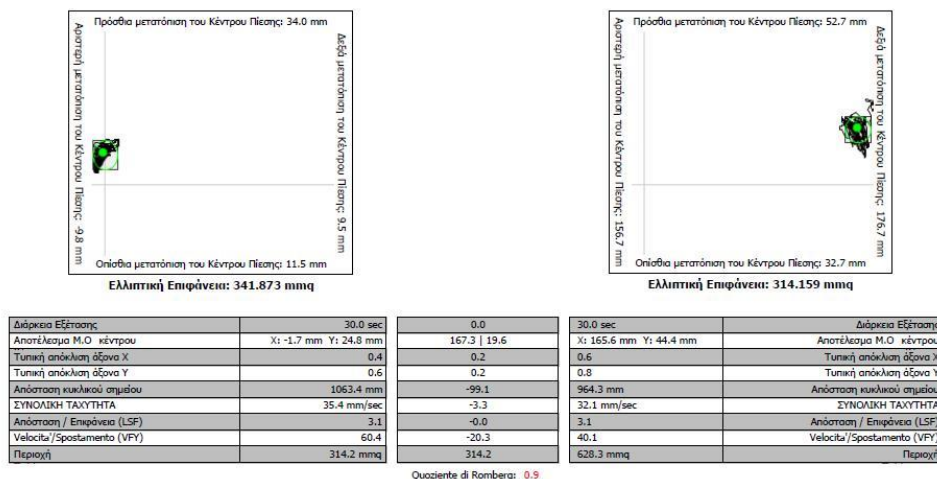 Πρόσθια μετατόπιση του Κέντρου Πίεσης: 34.0 mm
Αριστερή μετατόπιση του Κέντρου Πίεσης: -9.8 mm
Δεξιά μετατόπιση του Κέντρου Πίεσης: 9.5 mm
Οπίσθια μετατόπιση του Κέντρου Πίεσης: 11.5 mm
Ελλιπτική Επιφάνεια: 341.873 mmq
Πρόσθια μετατόπιση του Κέντρου Πίεσης: 52.7 mm
Αριστερή μετατόπιση του Κέντρου Πίεσης: 156.7 mm
Δεξιά μετατόπιση του Κέντρου Πίεσης: 176.7 mm
Οπίσθια μετατόπιση του Κέντρου Πίεσης: 32.7 mm
Ελλιπτική Επιφάνεια: 314.159 mmq
Διάρκεια Εξέτασης 30.0 sec 0.0 30.0 sec Διάρκεια Εξέτασης
Αποτέλεσμα Μ.Ο κέντρου X: -1.7 mm Y: 24.8 mm 167.3 | 19.6 X: 165.6 mm Y: 44.4 mm Αποτέλεσμα Μ.Ο κέντρου
Τυπική απόκλιση άξονα X 0.4 0.2 0.6 Τυπική απόκλιση άξονα X
Τυπική απόκλιση άξονα Y 0.6 0.2 0.8 Τυπική απόκλιση άξονα Y
Απόσταση κυκλικού σημείου 1063.4 mm -99.1 964.3 mm Απόσταση κυκλικού σημείου
ΣΥΝΟΛΙΚΗ ΤΑΧΥΤΗΤΑ 35.4 mm/sec -3.3 32.1 mm/sec ΣΥΝΟΛΙΚΗ ΤΑΧΥΤΗΤΑ
Απόσταση / Επιφάνεια (LSF) 3.1 -0.0 3.1 Απόσταση / Επιφάνεια (LSF)
Velocita'/Spostamento (VFY) 60.4 -20.3 40.1 Velocita'/Spostamento (VFY)
Περιοχή 314.2 mmq 314.2 628.3 mmq Περιοχή
Quoziente di Romberg: 0.9